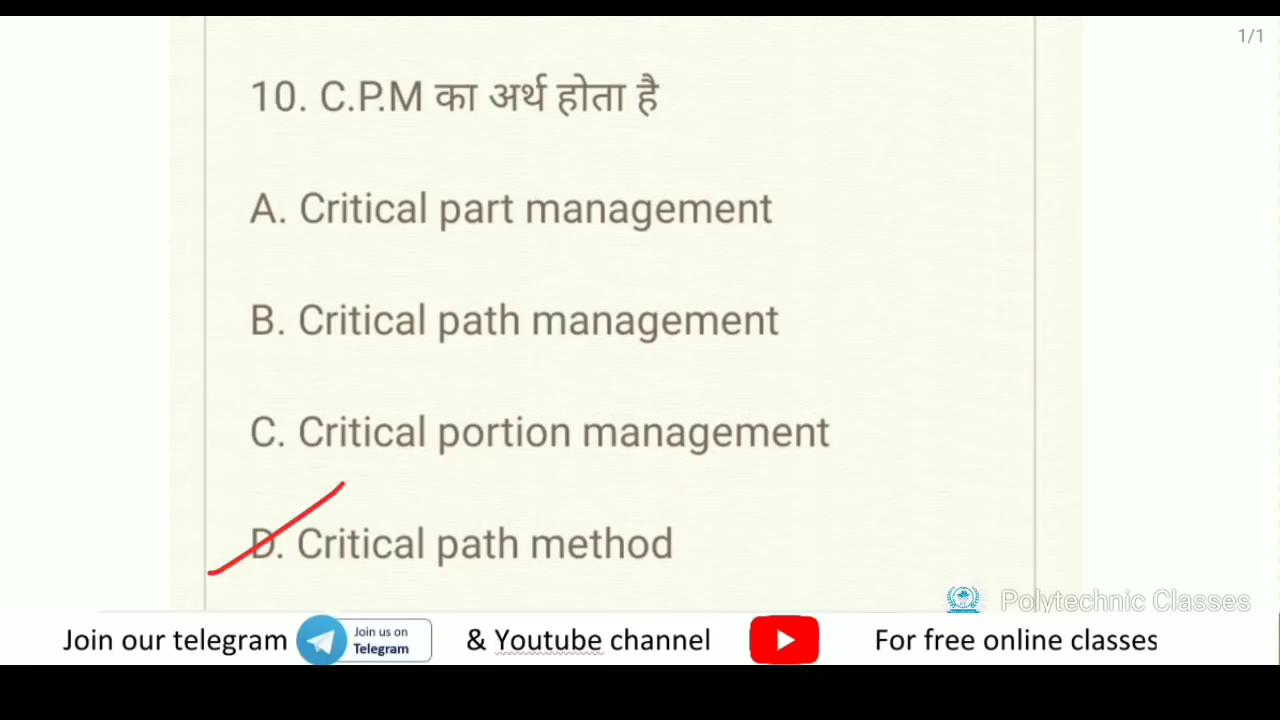 1/1
10. C.P.M का अर्थ होता है
A. Critical part management
B. Critical path management
C. Critical portion management
D. Critical path method
Polytechnic Classes
Join our telegram Join us on Telegram & Youtube channel For free online classes